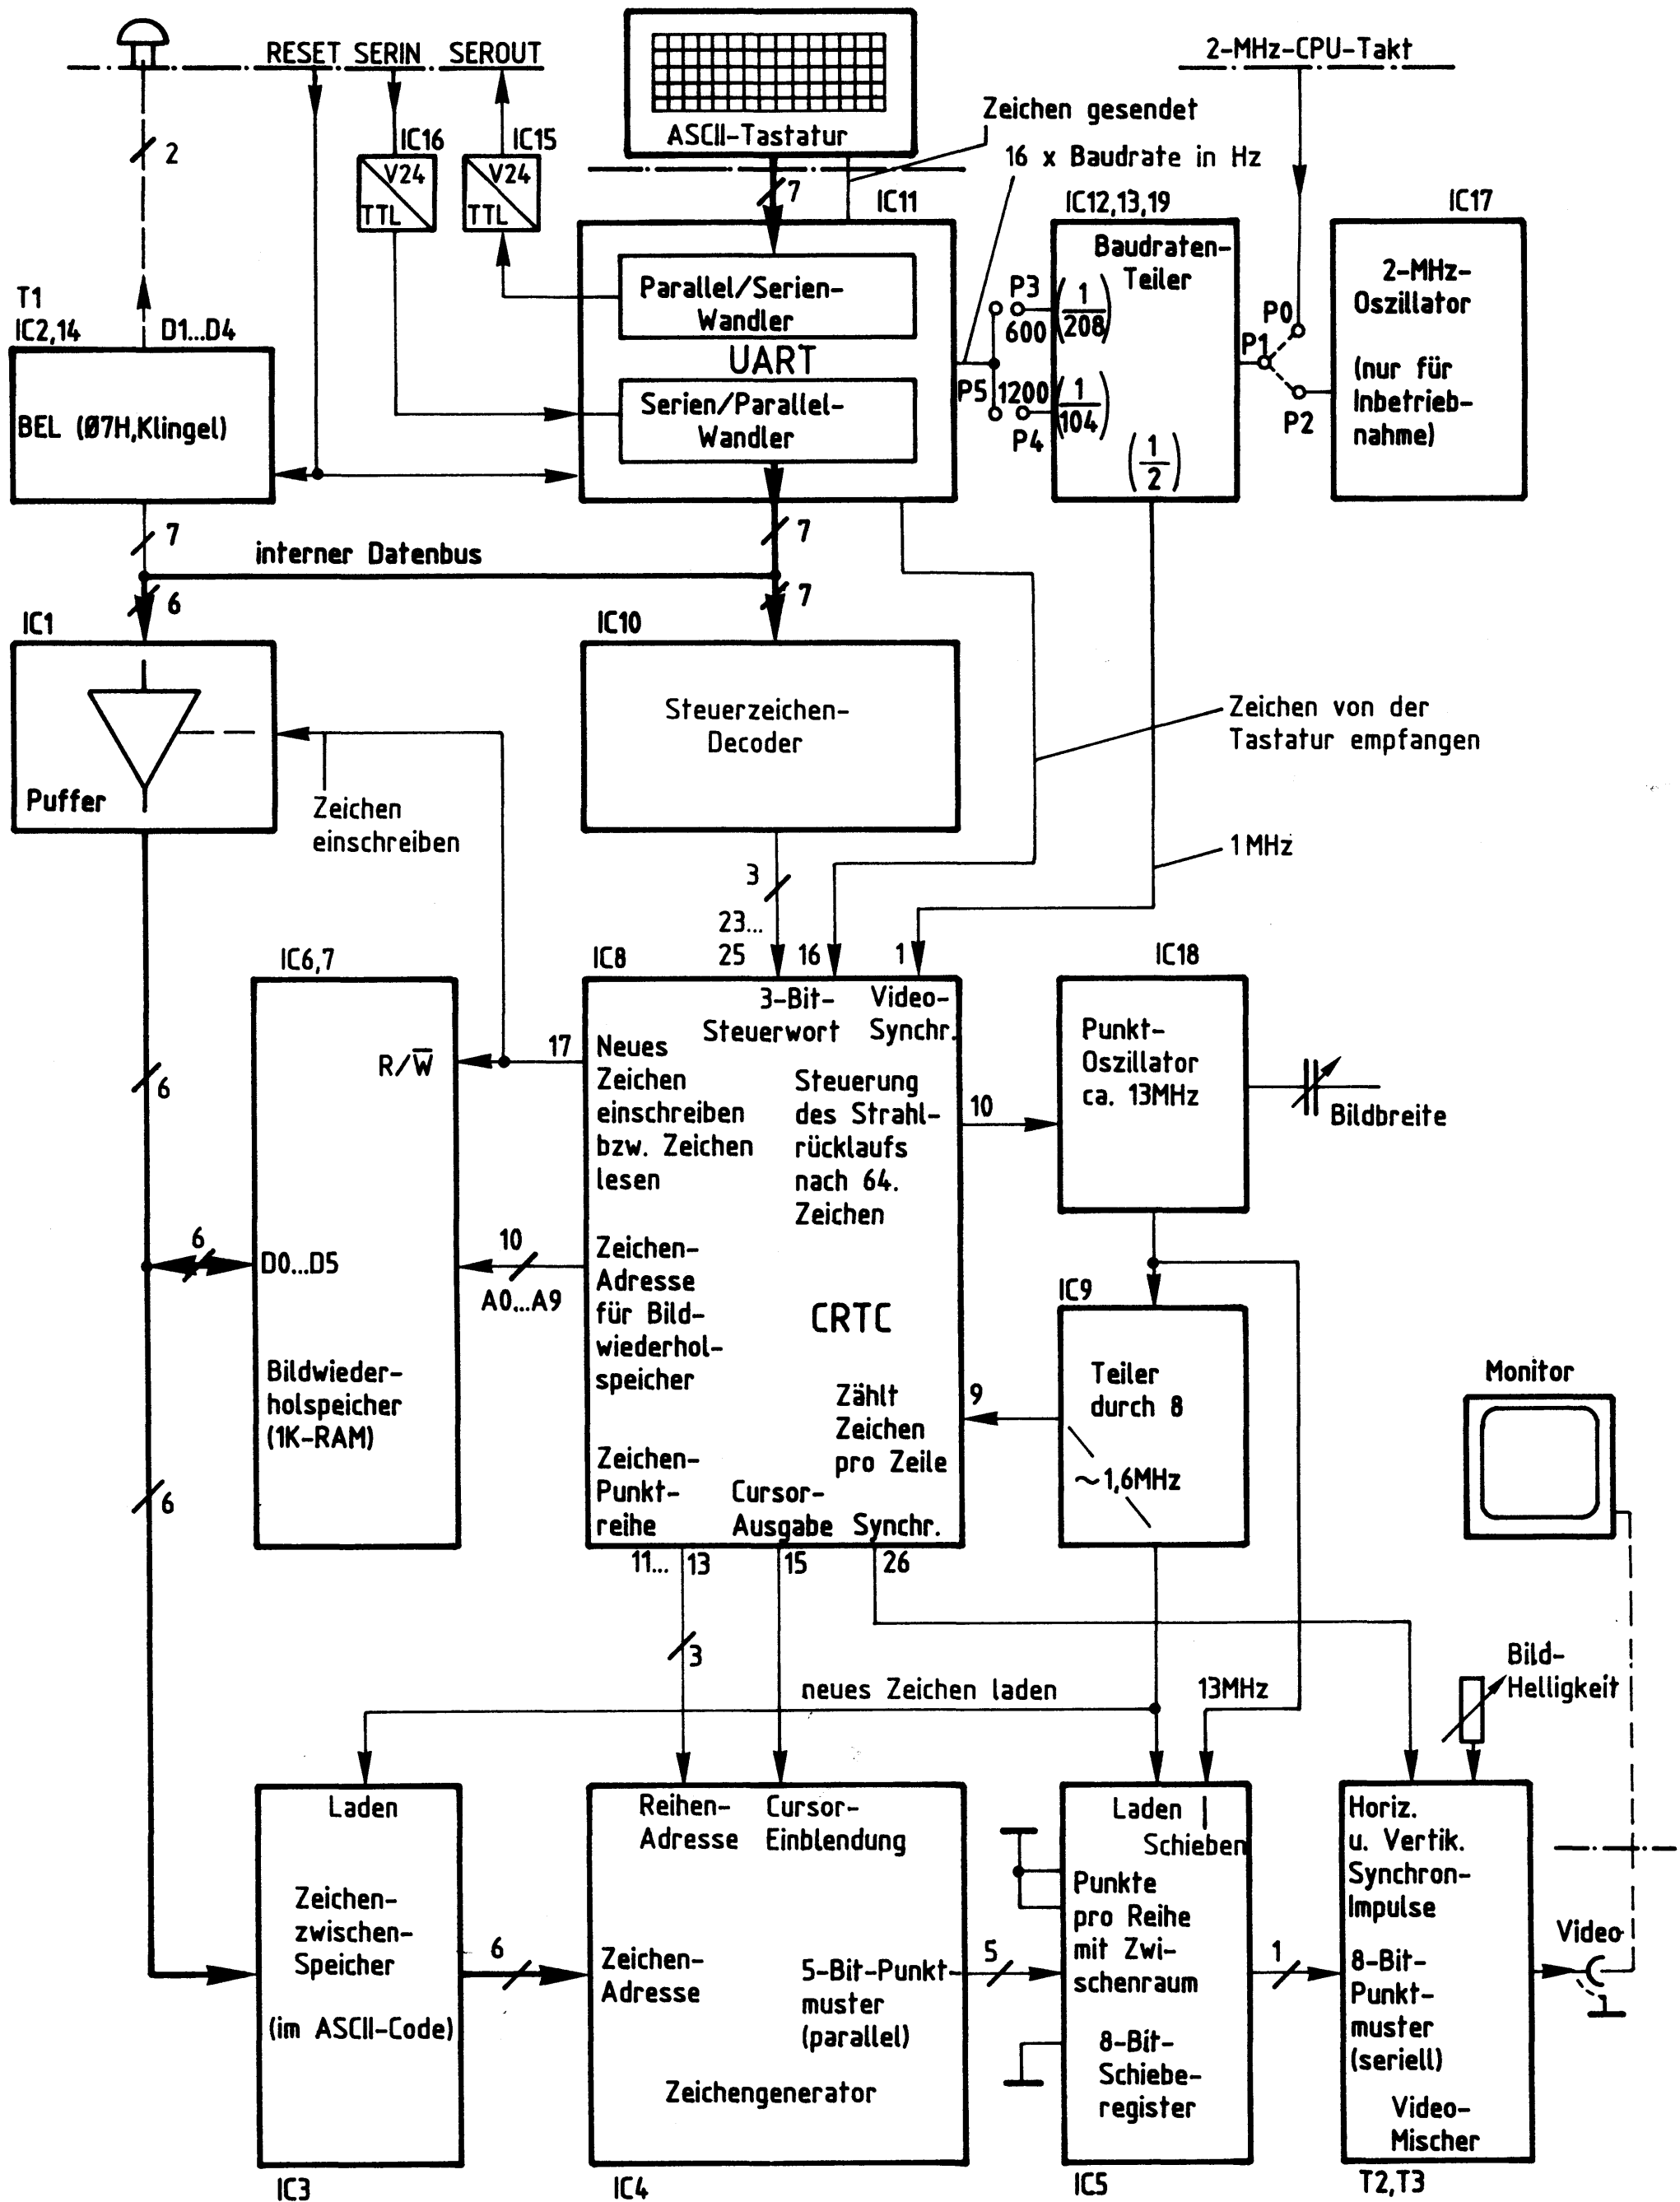 RESET SERIN SEROUT
2-MHz-CPU-Takt
ASCII-Tastatur
Zeichen gesendet
16 x Baudrate in Hz
2
IC16
V24
TTL
IC15
V24
TTL
7
IC11
IC12,13,19
IC17
Parallel/Serien-
Wandler
UART
Serien/Parallel-
Wandler
P3
600
P5
1200
P4
Baudraten-
Teiler
(1/208)
(1/104)
(1/2)
P0
P1
P2
2-MHz-
Oszillator
(nur für
Inbetrieb-
nahme)
T1
IC2,14
D1...D4
BEL (Ø7H,Klingel)
7
interner Datenbus
7
6
7
IC1
Puffer
IC10
Steuerzeichen-
Decoder
Zeichen
einschreiben
Zeichen von der
Tastatur empfangen
1MHz
3
23...
25
16
1
IC6,7
R/W̅
D0...D5
Bildwieder-
holspeicher
(1K-RAM)
6
6
6
17
10
A0...A9
IC8
3-Bit-
Steuerwort
Video-
Synchr.
Neues
Zeichen
einschreiben
bzw. Zeichen
lesen
Steuerung
des Strahl-
rücklaufs
nach 64.
Zeichen
Zeichen-
Adresse
für Bild-
wiederhol-
speicher
CRTC
Zählt
Zeichen
pro Zeile
Zeichen-
Punkt-
reihe
Cursor-
Ausgabe
Synchr.
10
9
IC18
Punkt-
Oszillator
ca. 13MHz
Bildbreite
IC9
Teiler
durch 8
~1,6MHz
Monitor
11...
13
15
26
3
neues Zeichen laden
13MHz
Bild-
Helligkeit
Laden
Zeichen-
zwischen-
Speicher
(im ASCII-Code)
IC3
6
Reihen-
Adresse
Cursor-
Einblendung
Zeichen-
Adresse
5-Bit-Punkt-
muster
(parallel)
Zeichengenerator
IC4
5
Laden
Schieben
Punkte
pro Reihe
mit Zwi-
schenraum
8-Bit-
Schiebe-
register
IC5
1
Horiz.
u. Vertik.
Synchron-
Impulse
8-Bit-
Punkt-
muster
(seriell)
Video-
Mischer
T2,T3
Video